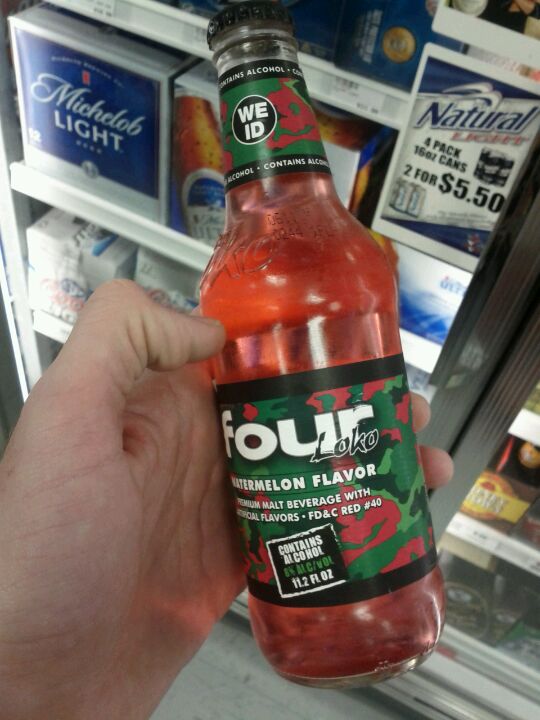 Michelob
LIGHT
BEER
12
Natural
LIGHT
4 PACK
16oz CANS
2 FOR $5.50
CONTAINS ALCOHOL
WE
ID
ALCOHOL • CONTAINS ALCOHOL
four
Loko
WATERMELON FLAVOR
PREMIUM MALT BEVERAGE WITH
ARTIFICIAL FLAVORS • FD&C RED #40
CONTAINS
ALCOHOL
8% ALC/VOL
11.2 FL OZ